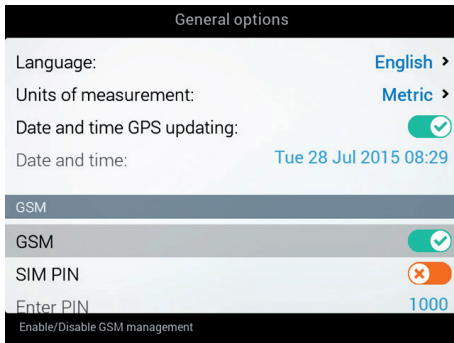 General options
Language: English >
Units of measurement: Metric >
Date and time GPS updating:
Date and time: Tue 28 Jul 2015 08:29
GSM
GSM
SIM PIN
Enter PIN 1000
Enable/Disable GSM management